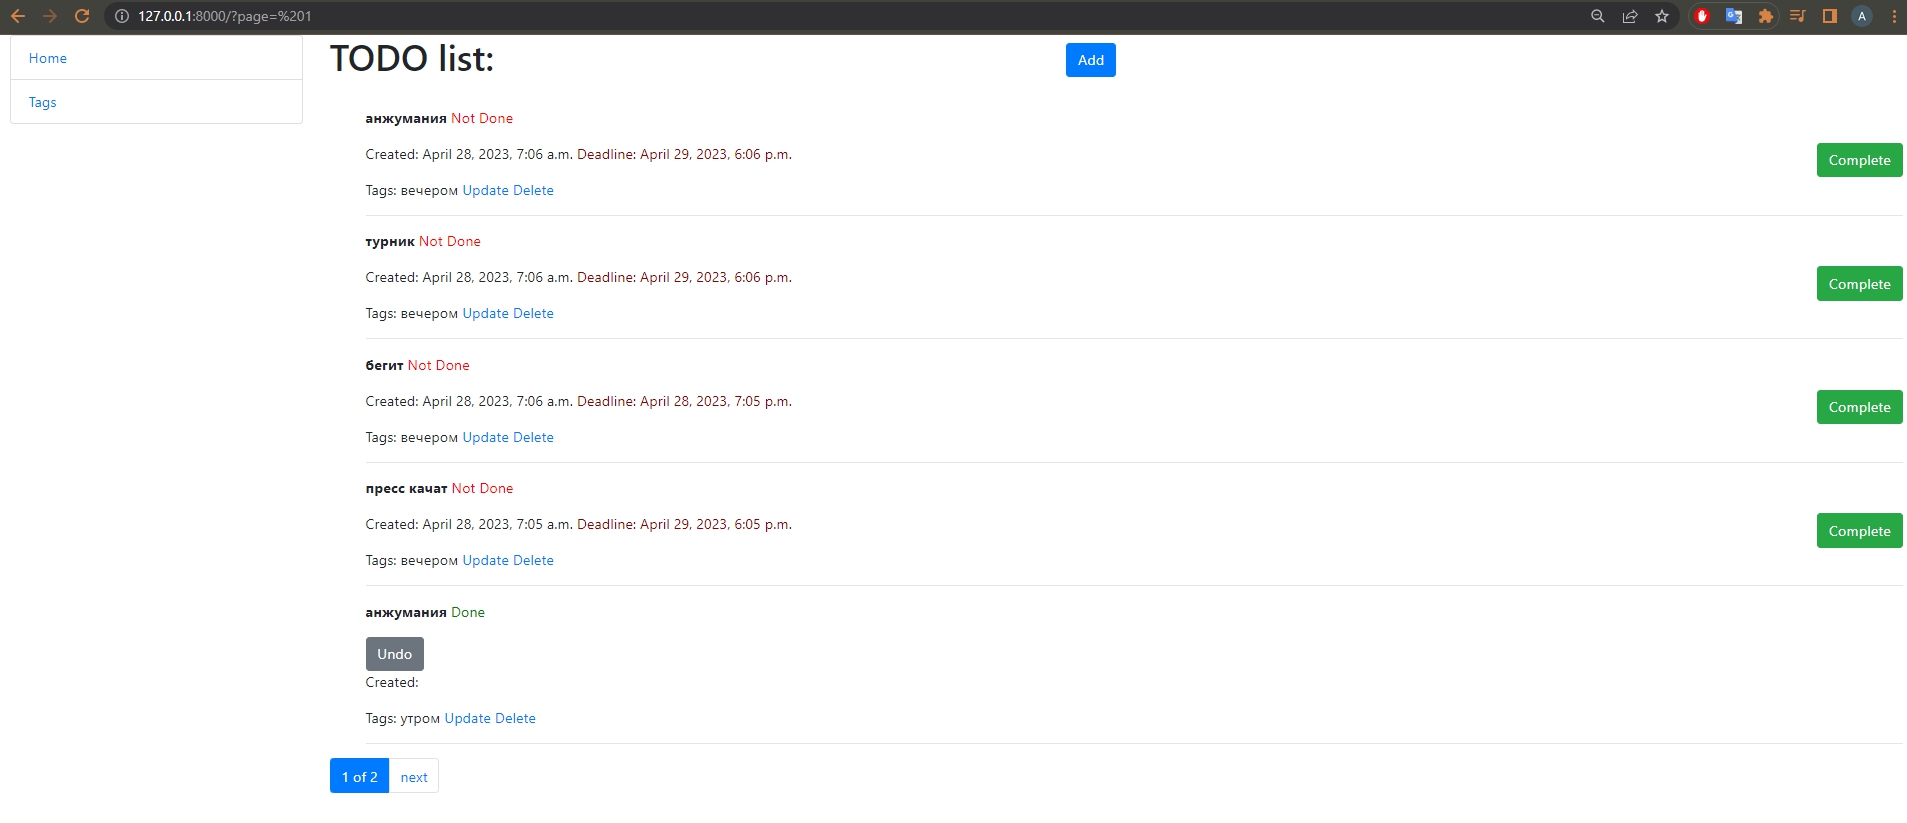 127.0.0.1:8000/?page=%201
A
Home
Tags
TODO list:
Add
анжумания Not Done
Created: April 28, 2023, 7:06 a.m. Deadline: April 29, 2023, 6:06 p.m.
Complete
Tags: вечером Update Delete
турник Not Done
Created: April 28, 2023, 7:06 a.m. Deadline: April 29, 2023, 6:06 p.m.
Complete
Tags: вечером Update Delete
бегит Not Done
Created: April 28, 2023, 7:06 a.m. Deadline: April 28, 2023, 7:05 p.m.
Complete
Tags: вечером Update Delete
пресс качат Not Done
Created: April 28, 2023, 7:05 a.m. Deadline: April 29, 2023, 6:05 p.m.
Complete
Tags: вечером Update Delete
анжумания Done
Undo
Created:
Tags: утром Update Delete
1 of 2 next